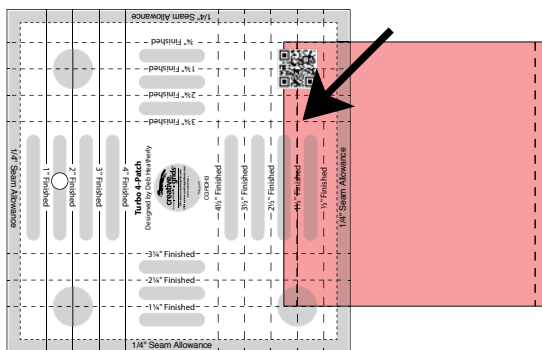 1/4" Seam Allowance
¾" Finished
1¾" Finished
2¾" Finished
3¾" Finished
1/4" Seam Allowance
1" Finished
2" Finished
3" Finished
4" Finished
Turbo 4-Patch
Designed by Deb Heatherly
creative
grids
CGRDH3
4½" Finished
3½" Finished
2½" Finished
1½" Finished
½" Finished
1/4" Seam Allowance
3¼" Finished
2¼" Finished
1¼" Finished
1/4" Seam Allowance